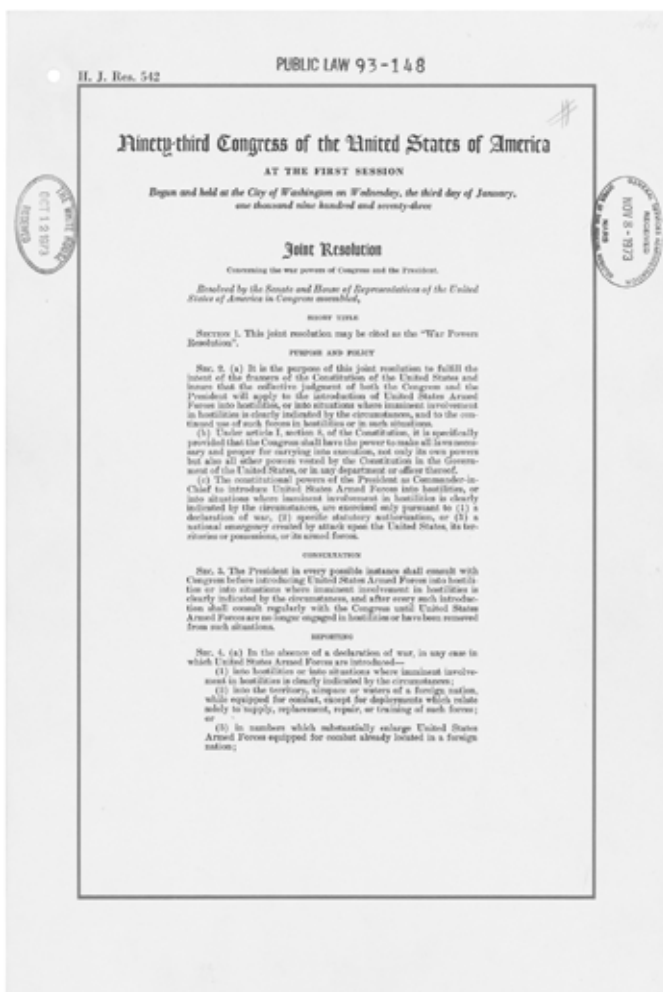 PUBLIC LAW 93-148
H. J. Res. 542
Ninety-third Congress of the United States of America
AT THE FIRST SESSION
Begun and held at the City of Washington on Wednesday, the third day of January,
one thousand nine hundred and seventy-three
THE WHITE HOUSE
OCT 12 1973
RECEIVED
GENERAL SERVICES ADMINISTRATION
RECEIVED
NOV 8 - 1973
NARS
Joint Resolution
Concerning the war powers of Congress and the President.
Resolved by the Senate and House of Representatives of the United
States of America in Congress assembled,
SHORT TITLE
SECTION 1. This joint resolution may be cited as the "War Powers
Resolution".
PURPOSE AND POLICY
SEC. 2. (a) It is the purpose of this joint resolution to fulfill the
intent of the framers of the Constitution of the United States and
insure that the collective judgment of both the Congress and the
President will apply to the introduction of United States Armed
Forces into hostilities, or into situations where imminent involvement
in hostilities is clearly indicated by the circumstances, and to the con-
tinued use of such forces in hostilities or in such situations.
(b) Under article I, section 8, of the Constitution, it is specifically
provided that the Congress shall have the power to make all laws neces-
sary and proper for carrying into execution, not only its own powers
but also all other powers vested by the Constitution in the Govern-
ment of the United States, or in any department or officer thereof.
(c) The constitutional powers of the President as Commander-in-
Chief to introduce United States Armed Forces into hostilities, or
into situations where imminent involvement in hostilities is clearly
indicated by the circumstances, are exercised only pursuant to (1) a
declaration of war, (2) specific statutory authorization, or (3) a
national emergency created by attack upon the United States, its ter-
ritories or possessions, or its armed forces.
CONSULTATION
SEC. 3. The President in every possible instance shall consult with
Congress before introducing United States Armed Forces into hostili-
ties or into situations where imminent involvement in hostilities is
clearly indicated by the circumstances, and after every such introduc-
tion shall consult regularly with the Congress until United States
Armed Forces are no longer engaged in hostilities or have been removed
from such situations.
REPORTING
SEC. 4. (a) In the absence of a declaration of war, in any case in
which United States Armed Forces are introduced—
(1) into hostilities or into situations where imminent involve-
ment in hostilities is clearly indicated by the circumstances;
(2) into the territory, airspace or waters of a foreign nation,
while equipped for combat, except for deployments which relate
solely to supply, replacement, repair, or training of such forces;
or
(3) in numbers which substantially enlarge United States
Armed Forces equipped for combat already located in a foreign
nation;